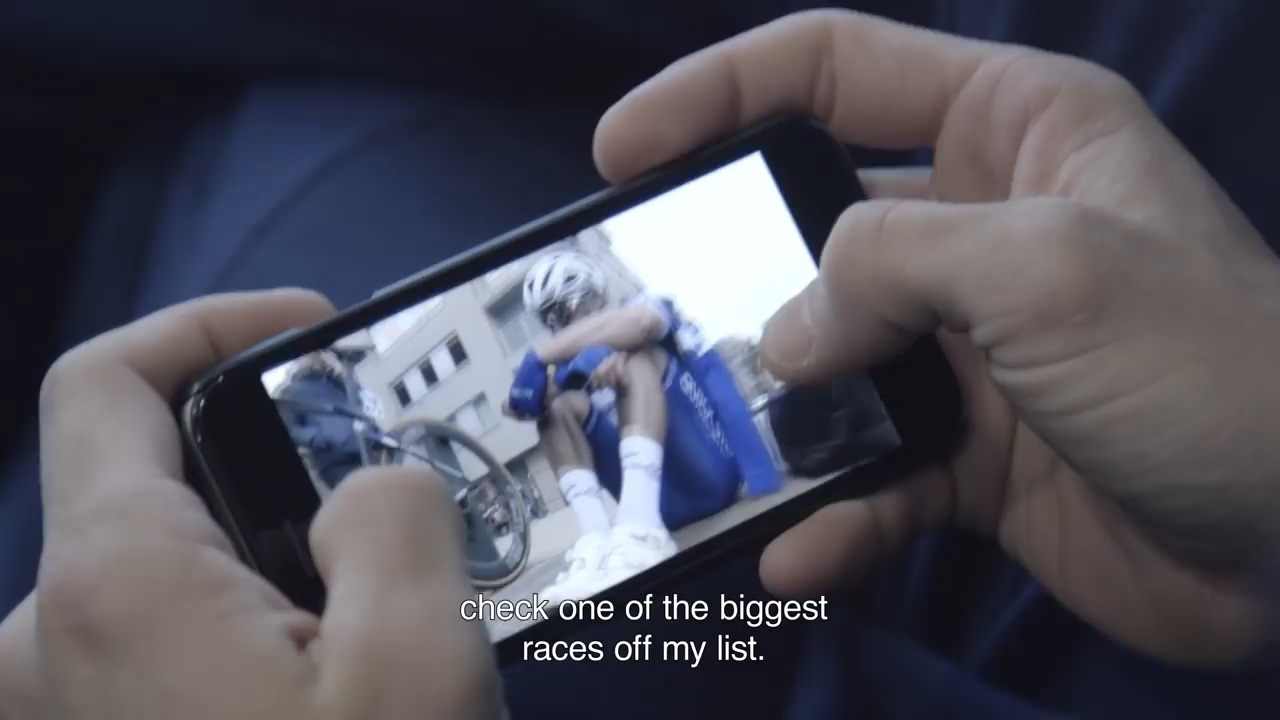 check one of the biggest
races off my list.